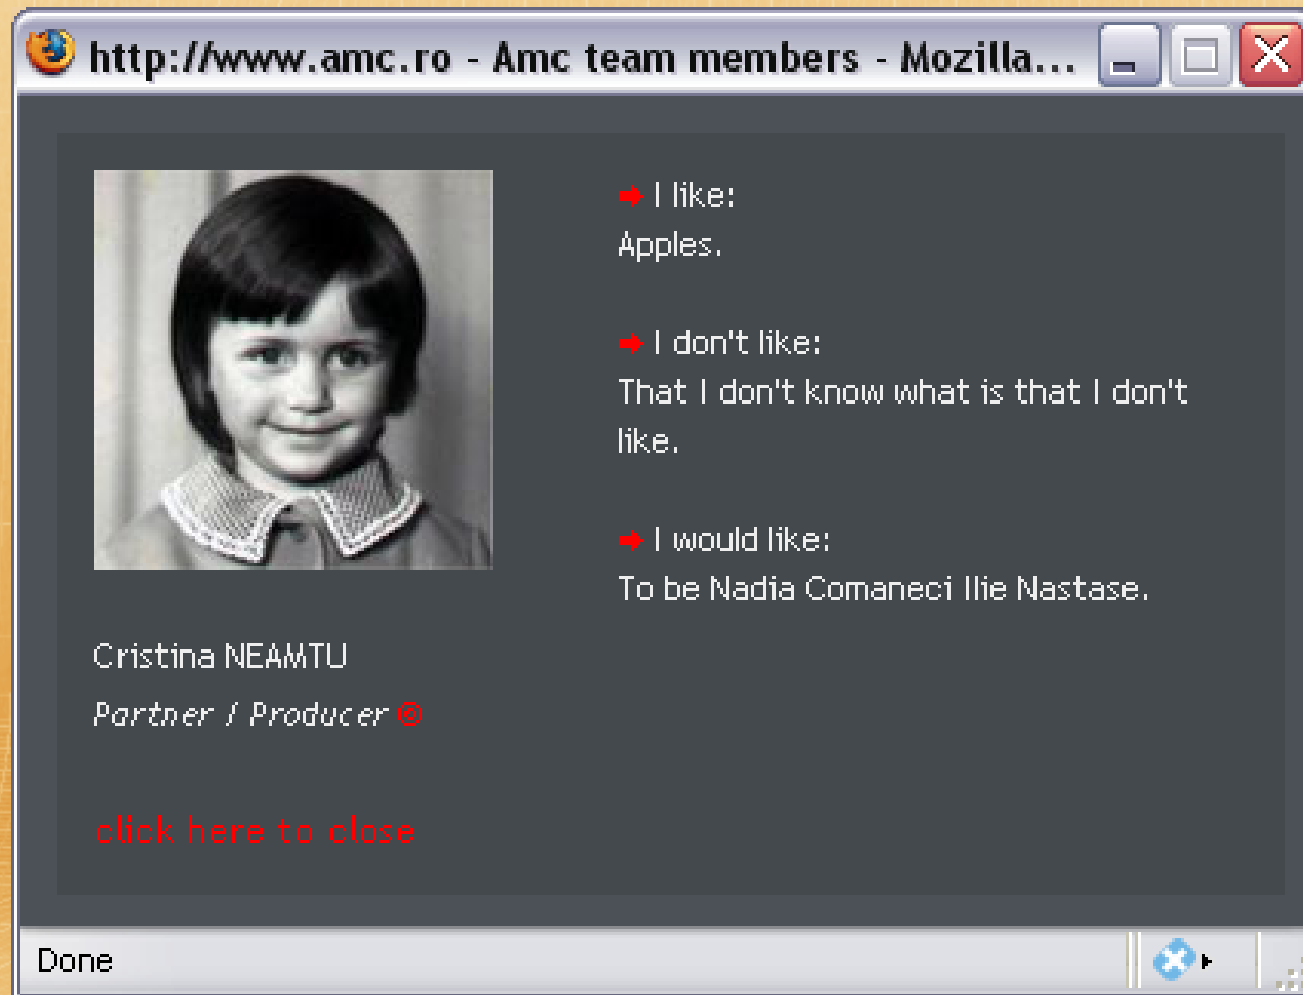 http://www.amc.ro - Amc team members - Mozilla...
I like:
Apples.
I don't like:
That I don't know what is that I don't
like.
I would like:
To be Nadia Comaneci Ilie Nastase.
Cristina NEAMTU
Partner / Producer
click here to close
Done